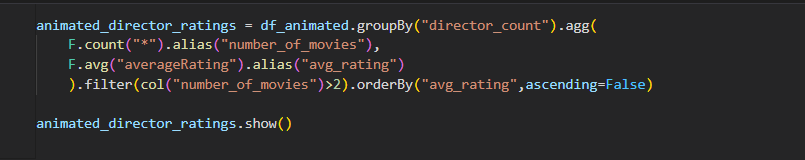 animated_director_ratings = df_animated.groupBy("director_count").agg(
    F.count("*").alias("number_of_movies"),
    F.avg("averageRating").alias("avg_rating")
    ).filter(col("number_of_movies")>2).orderBy("avg_rating",ascending=False)
animated_director_ratings.show()